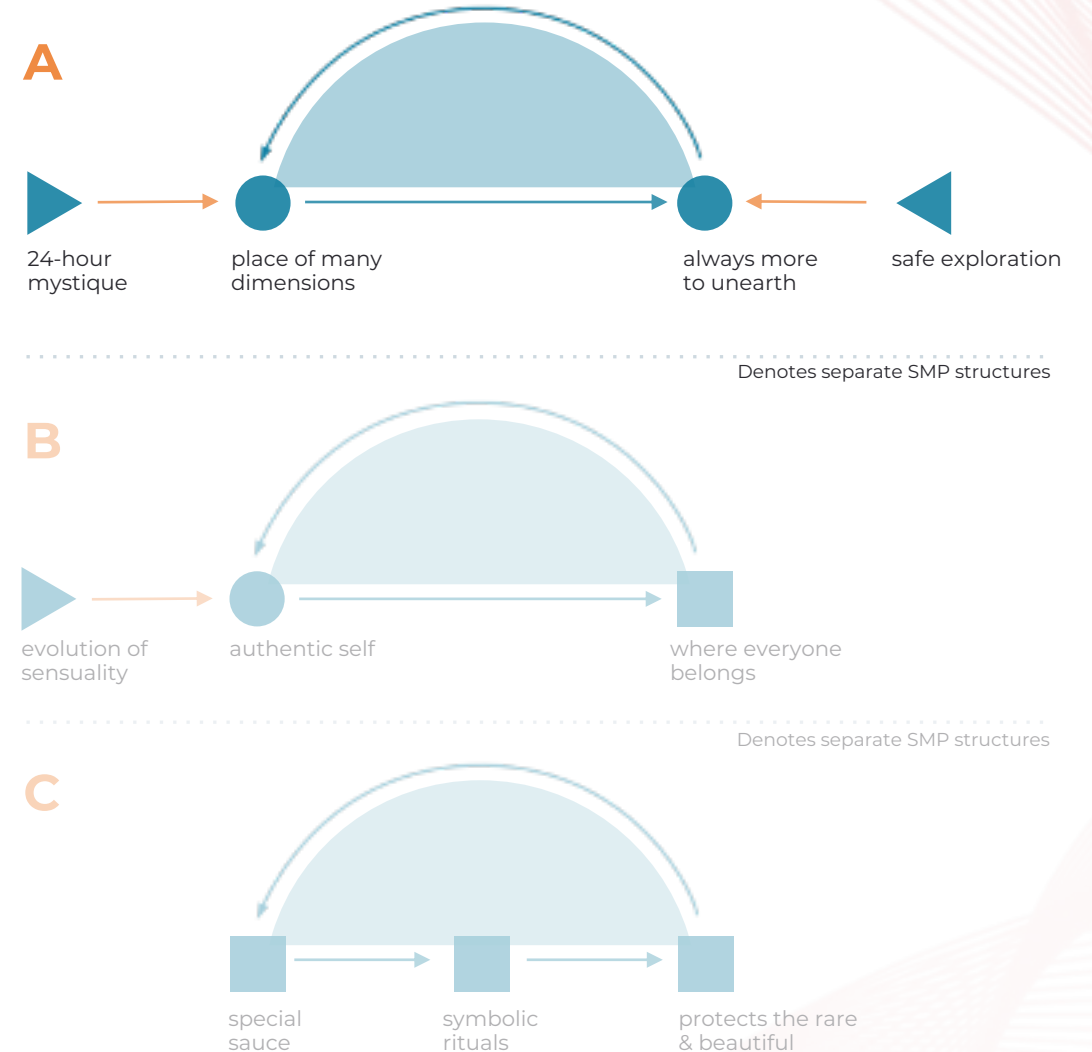 A
24-hour
mystique
place of many
dimensions
always more
to unearth
safe exploration
Denotes separate SMP structures
B
evolution of
sensuality
authentic self
where everyone
belongs
Denotes separate SMP structures
C
special
sauce
symbolic
rituals
protects the rare
& beautiful